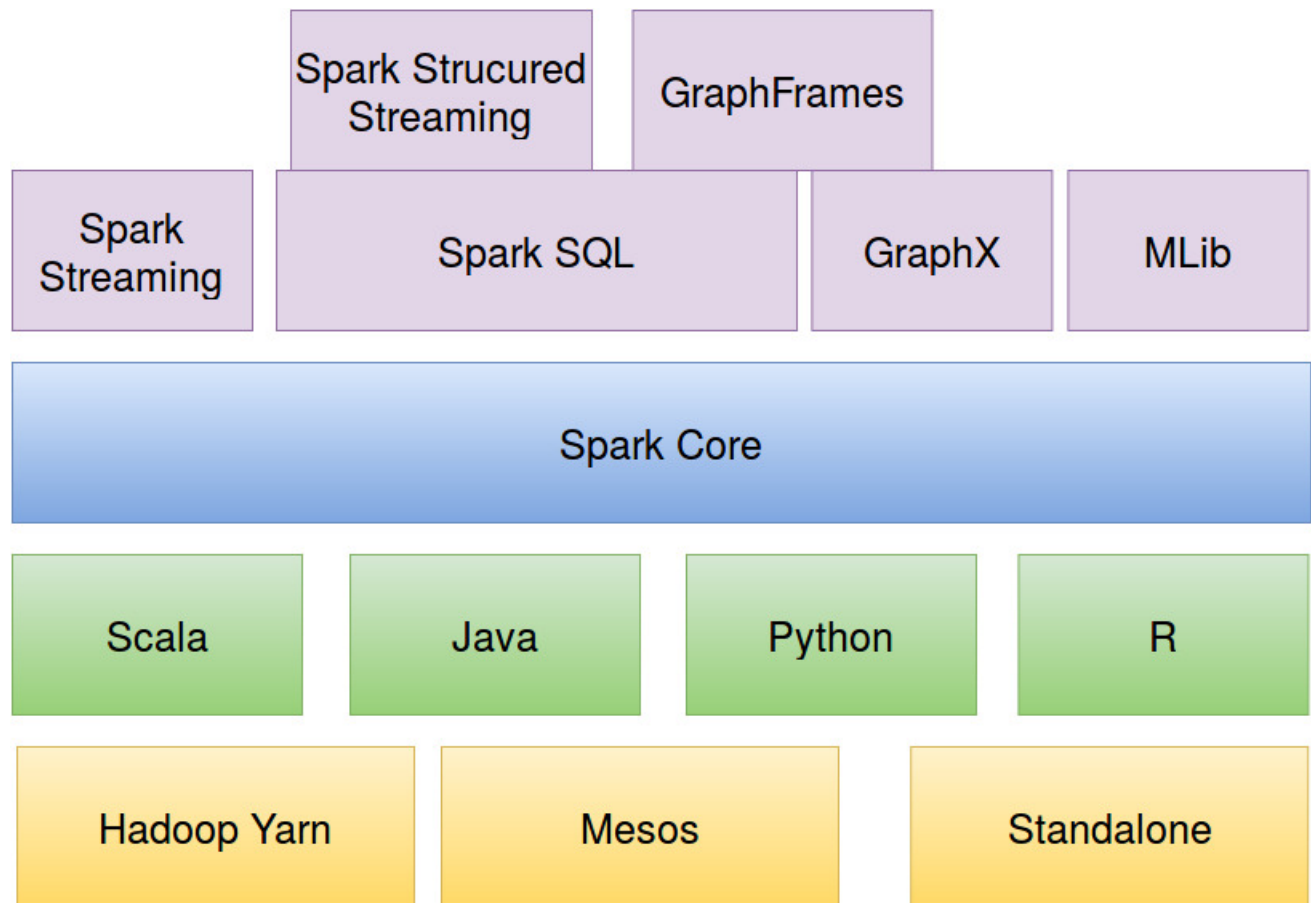 Spark Strucured
Streaming
GraphFrames
Spark
Streaming
Spark SQL
GraphX
MLib
Spark Core
Scala
Java
Python
R
Hadoop Yarn
Mesos
Standalone